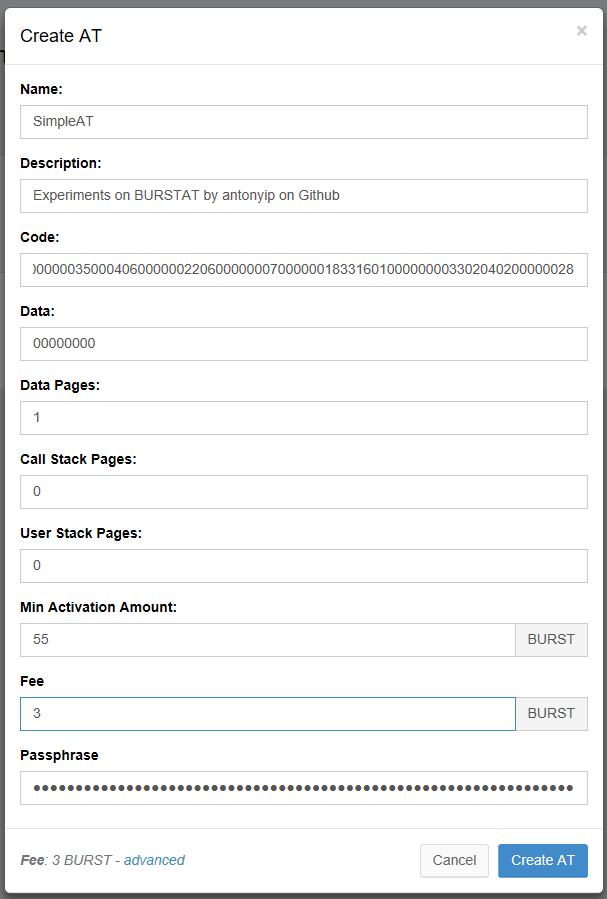 Create AT
×
Name:
SimpleAT
Description:
Experiments on BURSTAT by antonyip on Github
Code:
0000003500040600000022060000000700000018331601000000003302040200000028
Data:
00000000
Data Pages:
1
Call Stack Pages:
0
User Stack Pages:
0
Min Activation Amount:
55 BURST
Fee
3 BURST
Passphrase
Fee: 3 BURST - advanced
Cancel
Create AT